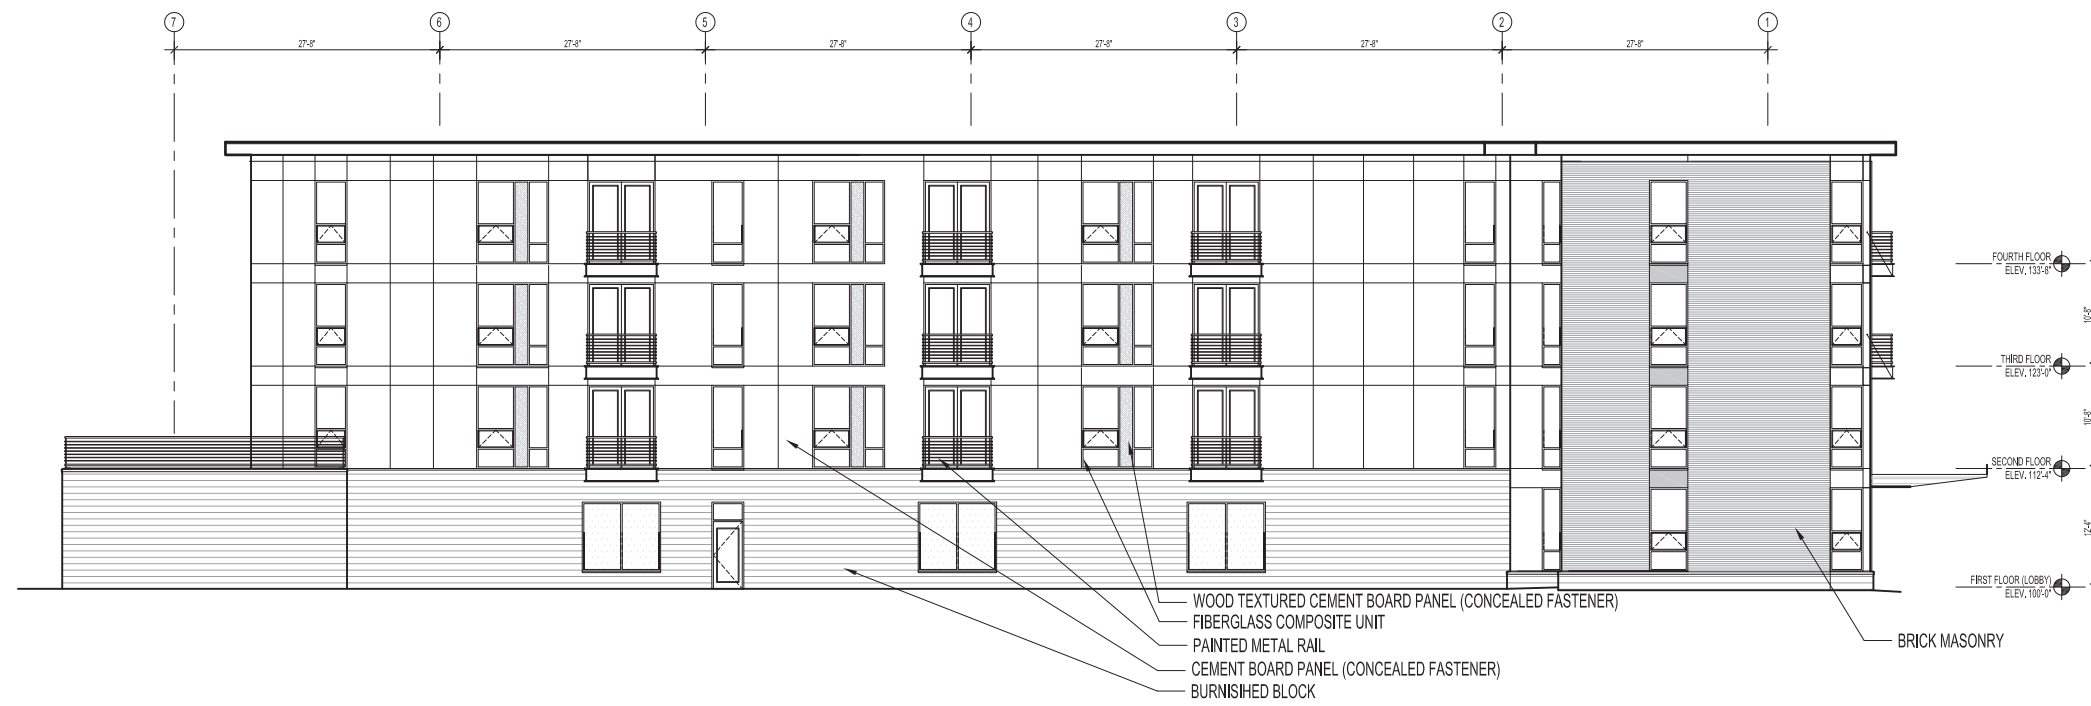 7 6 5 4 3 2 1
27'-8" 27'-8" 27'-8" 27'-8" 27'-8" 27'-8"
FOURTH FLOOR
ELEV. 133'-8"
10'-8"
THIRD FLOOR
ELEV. 123'-0"
10'-8"
SECOND FLOOR
ELEV. 112'-4"
12'-4"
FIRST FLOOR (LOBBY)
ELEV. 100'-0"
WOOD TEXTURED CEMENT BOARD PANEL (CONCEALED FASTENER)
FIBERGLASS COMPOSITE UNIT
PAINTED METAL RAIL
CEMENT BOARD PANEL (CONCEALED FASTENER)
BURNISIHED BLOCK
BRICK MASONRY